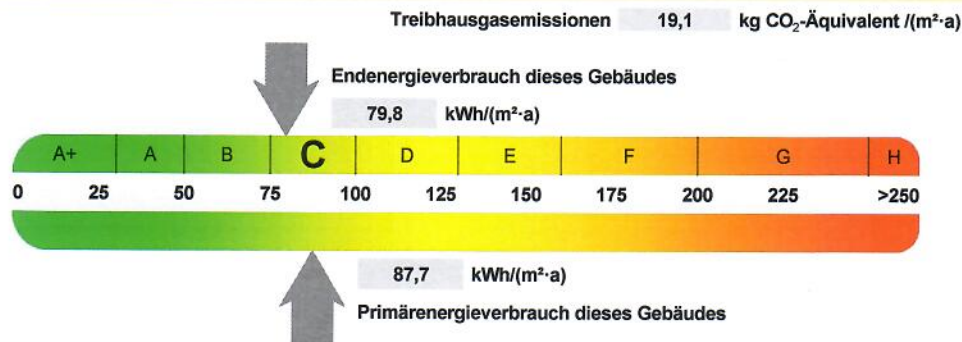 Treibhausgasemissionen 19,1 kg CO₂-Äquivalent /(m²·a)
Endenergieverbrauch dieses Gebäudes
79,8 kWh/(m²·a)
A+ A B C D E F G H
0 25 50 75 100 125 150 175 200 225 >250
87,7 kWh/(m²·a)
Primärenergieverbrauch dieses Gebäudes